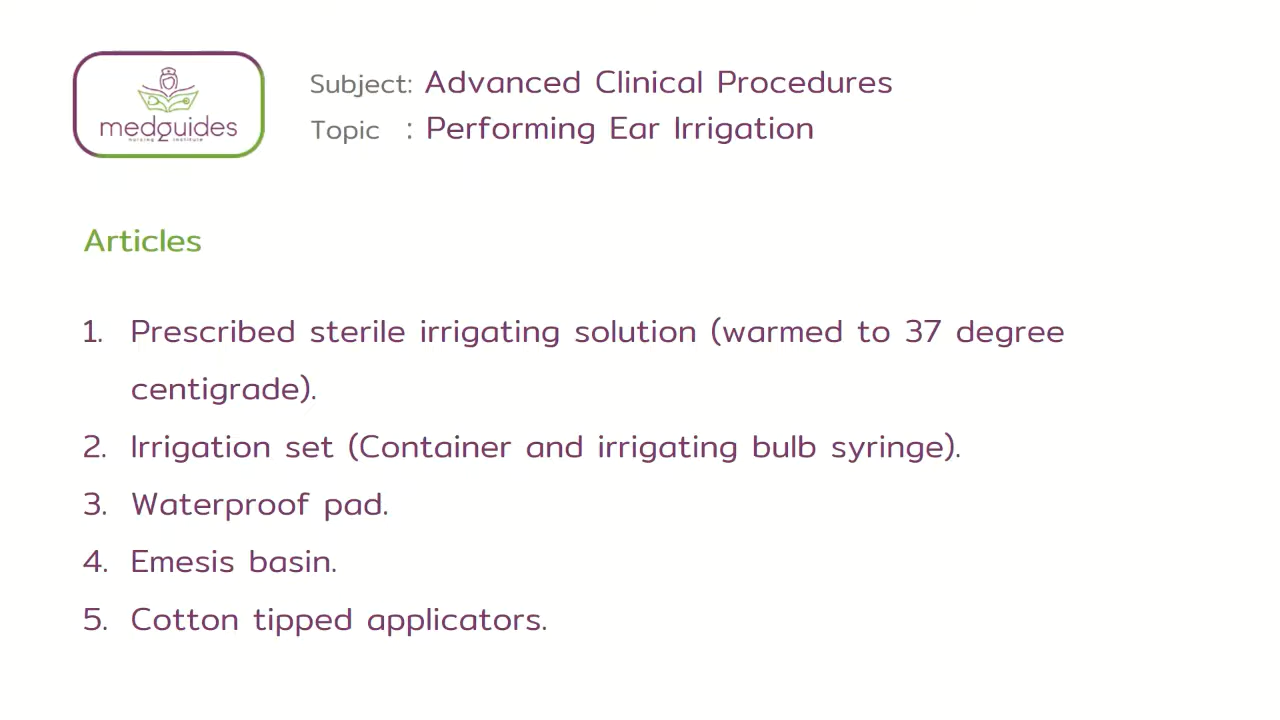 medguides
nursing institute
Subject: Advanced Clinical Procedures
Topic : Performing Ear Irrigation
Articles
1. Prescribed sterile irrigating solution (warmed to 37 degree
centigrade).
2. Irrigation set (Container and irrigating bulb syringe).
3. Waterproof pad.
4. Emesis basin.
5. Cotton tipped applicators.